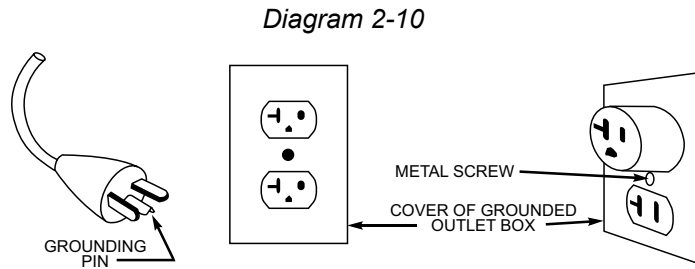 Diagram 2-10
METAL SCREW
COVER OF GROUNDED
OUTLET BOX
GROUNDING
PIN